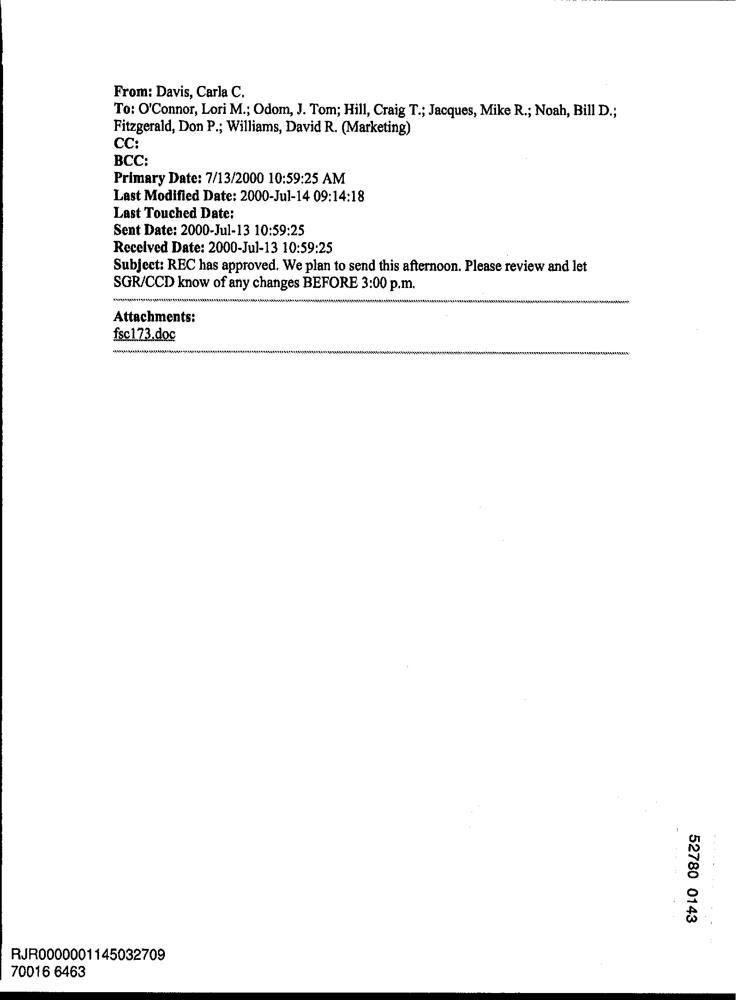 From: Davis, Carla C.
To: O'Connor, Lori M.; Odom, J. Tom; Hill, Craig T.; Jacques, Mike R.; Noah, Bill D.;
Fitzgerald, Don P.; Williams, David R. (Marketing)
CC:
BCC:
Primary Date: 7/13/2000 10:59:25 AM
Last Modified Date: 2000-Jul-14 09:14:18
Last Touched Date:
Sent Date: 2000-Jul-13 10:59:25
Received Date: 2000-Jul-13 10:59:25
Subject: REC has approved. We plan to send this afternoon. Please review and let
SGR/CCD know of any changes BEFORE 3:00 p.m.
Attachments:
fsc173.doc
52780 0143
RJR0000001145032709
70016 6463